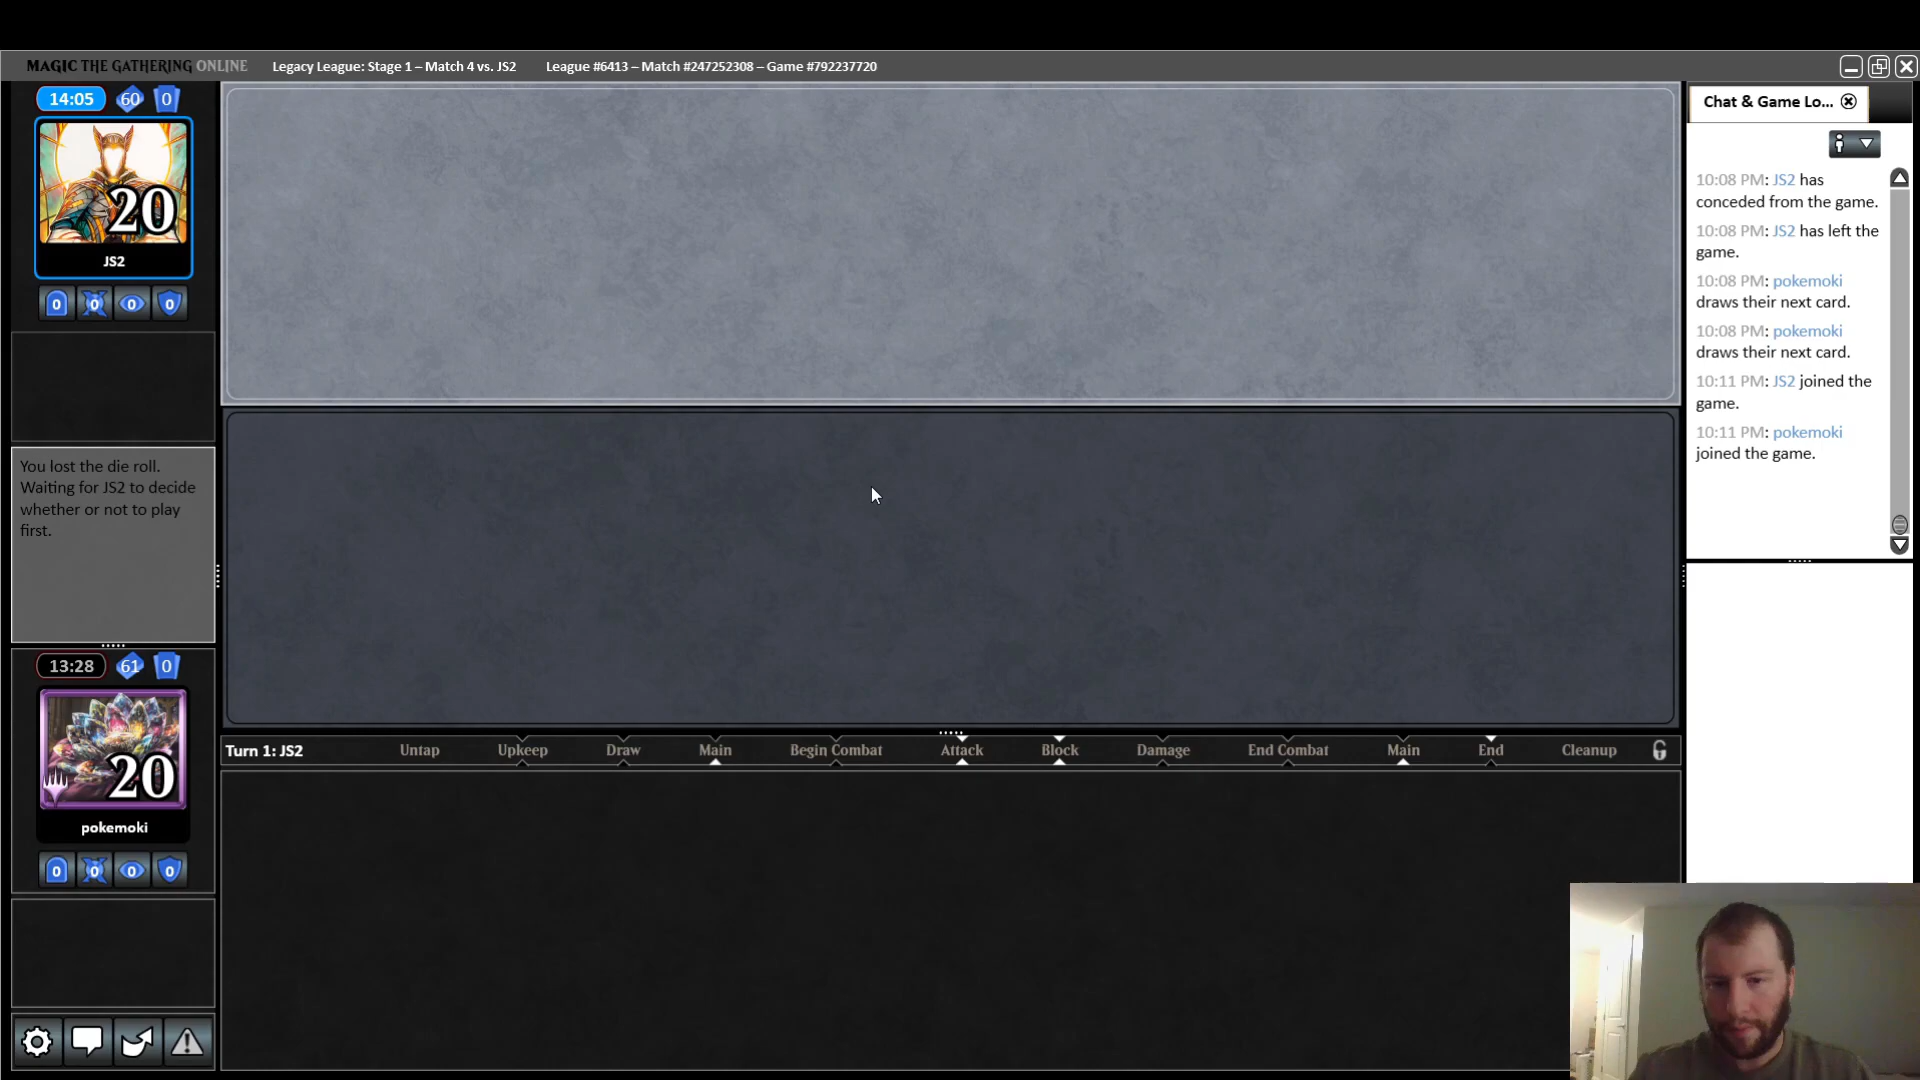 MAGIC THE GATHERING ONLINE
Legacy League: Stage 1 – Match 4 vs. JS2
League #6413 – Match #247252308 – Game #792237720
14:05
60
0
20
JS2
0
0
0
0
You lost the die roll.
Waiting for JS2 to decide
whether or not to play
first.
13:28
61
0
20
pokemoki
0
0
0
0
Turn 1: JS2
Untap
Upkeep
Draw
Main
Begin Combat
Attack
Block
Damage
End Combat
Main
End
Cleanup
Chat & Game Lo...
10:08 PM: JS2 has
conceded from the game.
10:08 PM: JS2 has left the
game.
10:08 PM: pokemoki
draws their next card.
10:08 PM: pokemoki
draws their next card.
10:11 PM: JS2 joined the
game.
10:11 PM: pokemoki
joined the game.